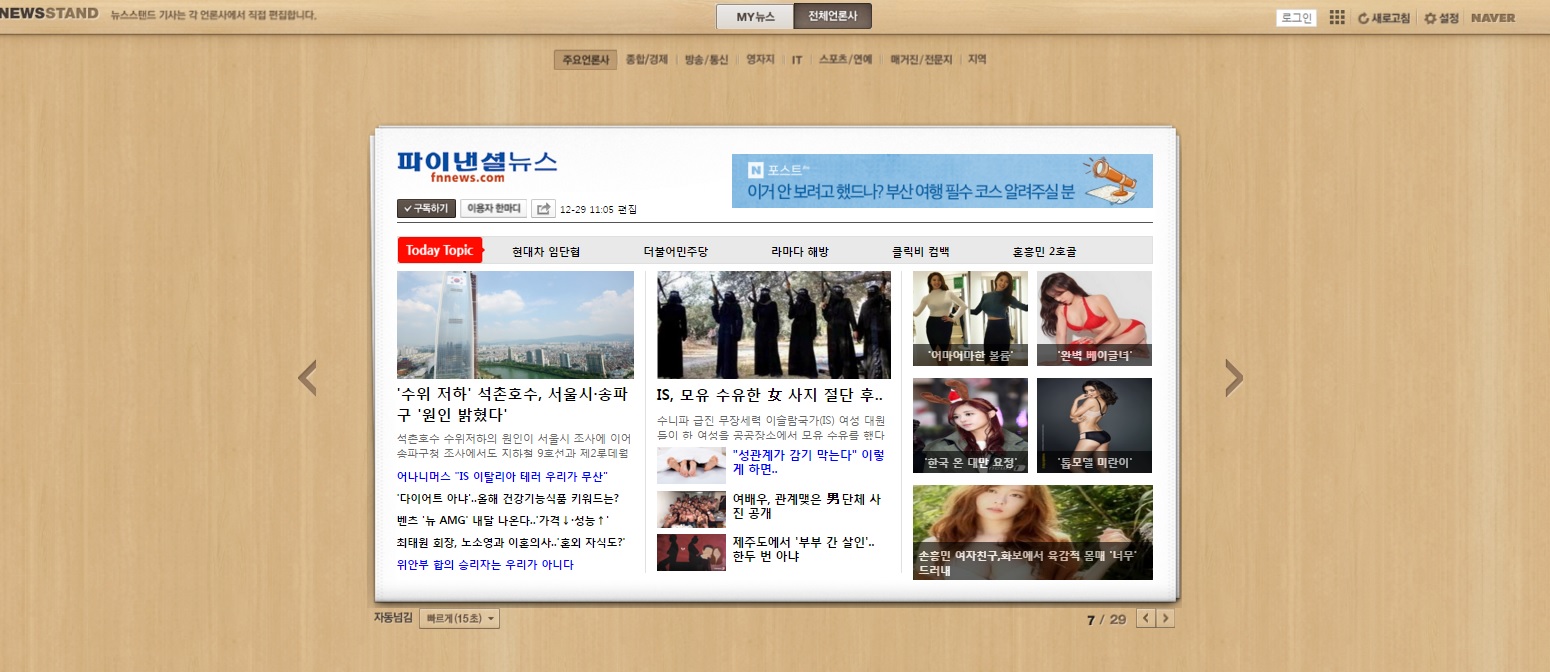 NEWSSTAND 뉴스스탠드 기사는 각 언론사에서 직접 편집합니다.
MY뉴스 전체언론사
로그인 새로고침 설정 NAVER
주요언론사 종합/경제 방송/통신 영자지 IT 스포츠/연예 매거진/전문지 지역
파이낸셜뉴스
fnnews.com
N 포스트
이거 안 보려고 했드나? 부산 여행 필수 코스 알려주실 분
구독하기 이용자 한마디 12-29 11:05 편집
Today Topic 현대차 임단협 더불어민주당 라마다 해방 클릭비 컴백 손흥민 2호골
'수위 저하' 석촌호수, 서울시·송파
구 '원인 밝혔다'
석촌호수 수위저하의 원인이 서울시 조사에 이어
송파구청 조사에서도 지하철 9호선과 제2롯데월
어나니머스 "IS 이탈리아 테러 우리가 무산"
'다이어트 아냐'..올해 건강기능식품 키워드는?
벤츠 '뉴 AMG' 내달 나온다..'가격↓·성능↑'
최태원 회장, 노소영과 이혼의사..'혼외 자식도?'
위안부 합의 승리자는 우리가 아니다
IS, 모유 수유한 女 사지 절단 후..
수니파 급진 무장세력 이슬람국가(IS) 여성 대원
들이 한 여성을 공공장소에서 모유 수유를 했다
"성관계가 감기 막는다" 이렇
게 하면..
여배우, 관계맺은 男단체 사
진 공개
제주도에서 '부부 간 살인'..
한두 번 아냐
'어마어마한 볼륨'
'완벽 베이글녀'
'한국 온 대만 요정'
'톱모델 미란이'
손흥민 여자친구,화보에서 육감적 몸매 '너무'
드러내
자동넘김 빠르게(15초) 7 / 29